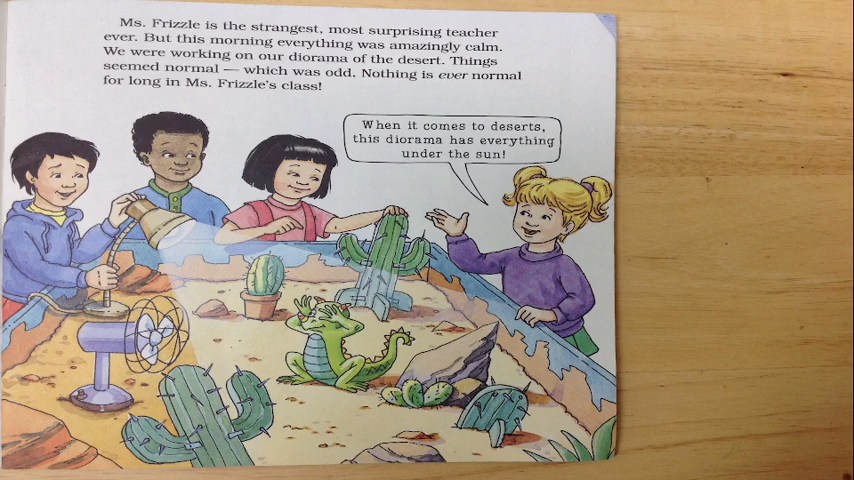 Ms. Frizzle is the strangest, most surprising teacher
ever. But this morning everything was amazingly calm.
We were working on our diorama of the desert. Things
seemed normal — which was odd. Nothing is ever normal
for long in Ms. Frizzle's class!
When it comes to deserts,
this diorama has everything
under the sun!